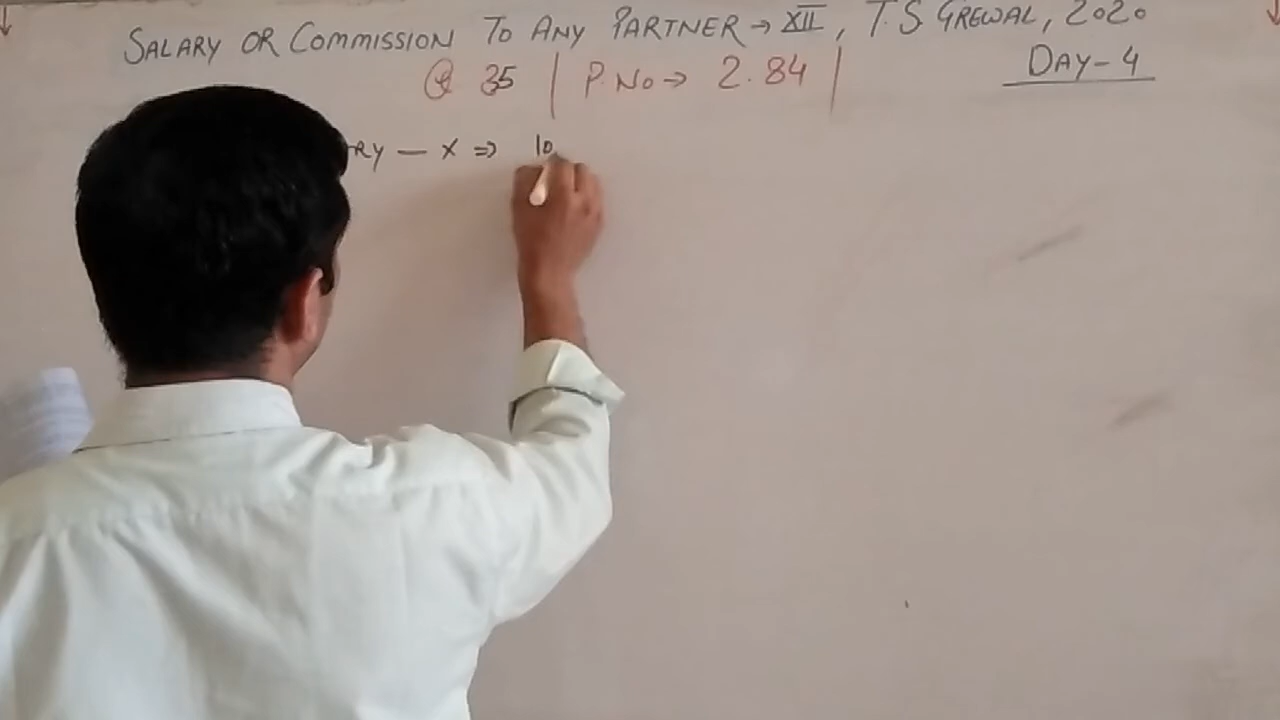 SALARY OR COMMISSION TO ANY PARTNER → XII, T.S GREWAL, 2020
Q 35 | P.No → 2.84 |
DAY-4
RY — X ⇒ 10